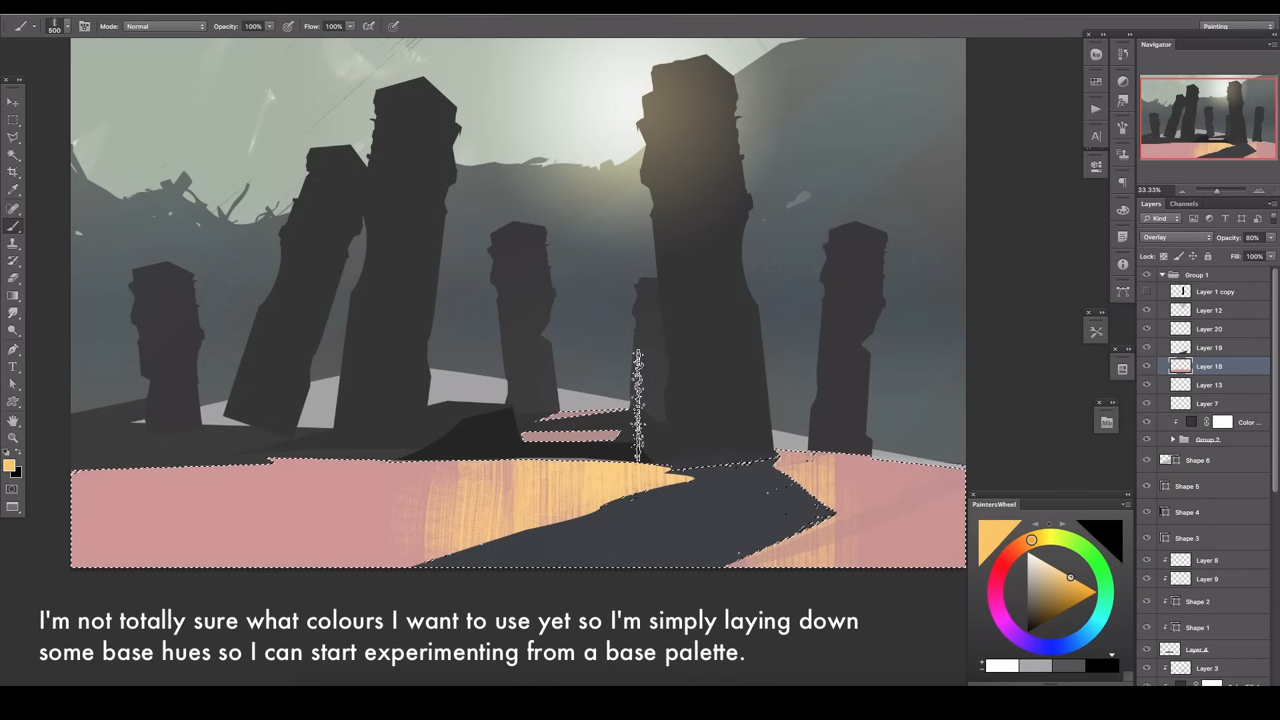 500
Mode: Normal
Opacity: 100%
Flow: 100%
Painting
Navigator
33.33%
Layers Channels
Kind
Overlay Opacity: 80%
Lock: Fill: 100%
Group 1
Layer 1 copy
Layer 12
Layer 20
Layer 19
Layer 18
Layer 13
Layer 7
Color ...
Group 2
Shape 6
Shape 5
Shape 4
Shape 3
Layer 8
Layer 9
Shape 2
Shape 1
Layer 4
Layer 3
PaintersWheel
I'm not totally sure what colours I want to use yet so I'm simply laying down
some base hues so I can start experimenting from a base palette.